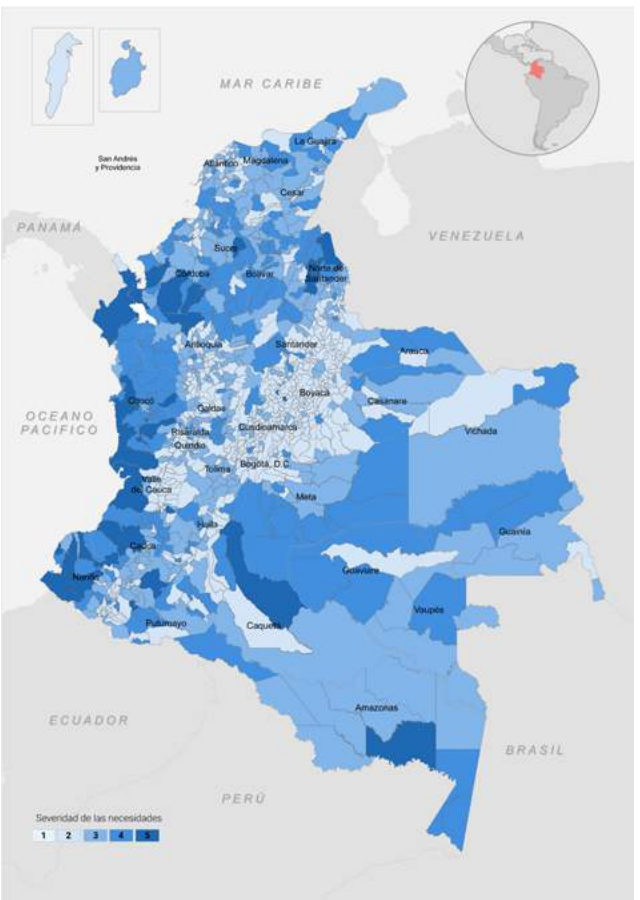 MAR CARIBE
San Andrés
y Providencia
La Guajira
Atlántico
Magdalena
Cesar
PANAMÁ
VENEZUELA
Sucre
Córdoba
Bolívar
Norte de
Santander
Antioquia
Santander
Arauca
Boyacá
Chocó
Caldas
Casanare
OCEANO
PACIFICO
Risaralda
Cundinamarca
Vichada
Quindío
Tolima
Bogotá, D.C.
Valle
del Cauca
Meta
Huila
Guainía
Cauca
Guaviare
Nariño
Vaupés
Putumayo
Caquetá
Amazonas
ECUADOR
BRASIL
PERÚ
Severidad de las necesidades
1 2 3 4 5